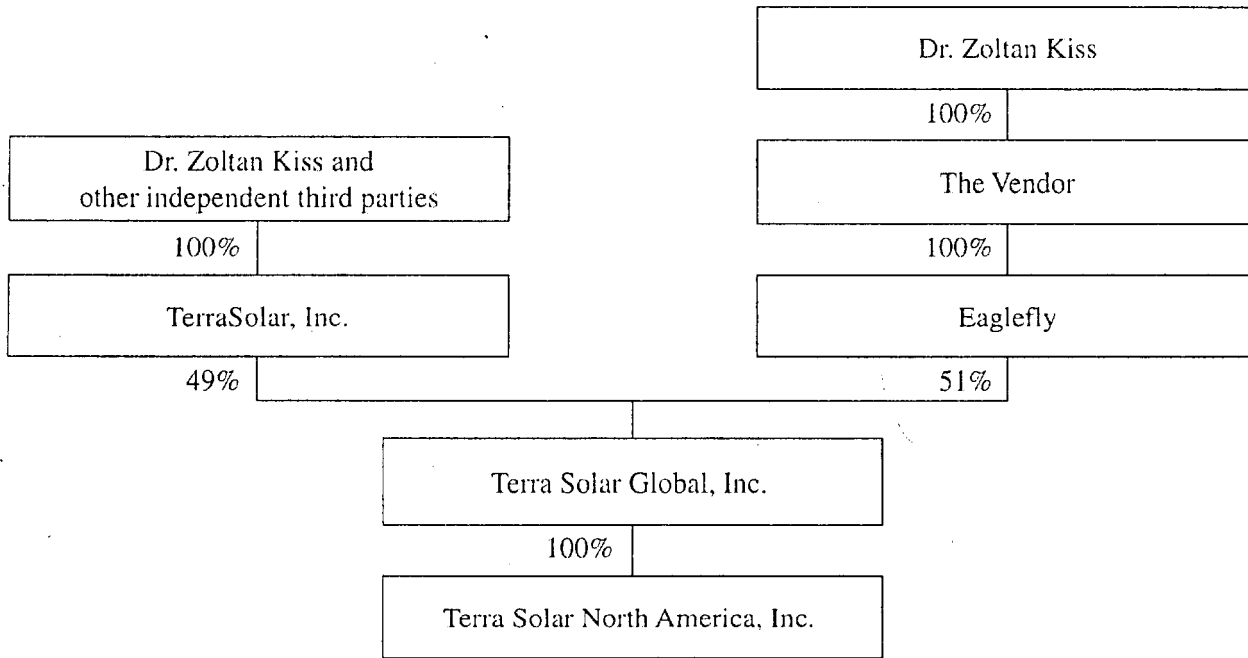 Dr. Zoltan Kiss
100%
Dr. Zoltan Kiss and
other independent third parties
The Vendor
100%
100%
TerraSolar, Inc.
Eaglefly
49%
51%
Terra Solar Global, Inc.
100%
Terra Solar North America, Inc.